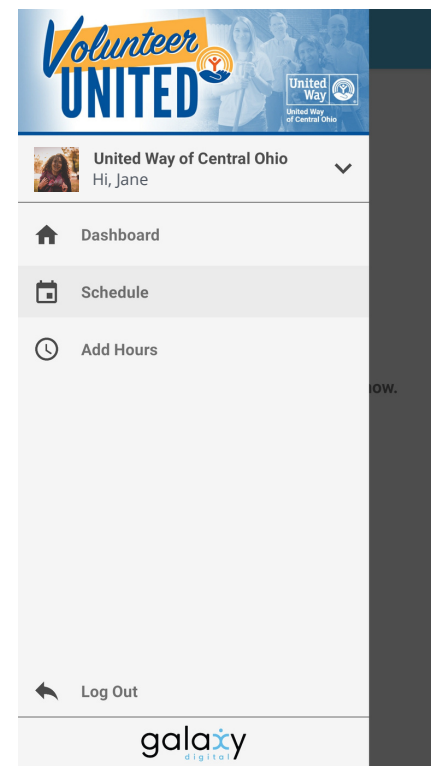 Volunteer
UNITED
United
Way
United Way
of Central Ohio
United Way of Central Ohio
Hi, Jane
Dashboard
Schedule
Add Hours
Log Out
galaxy
digital